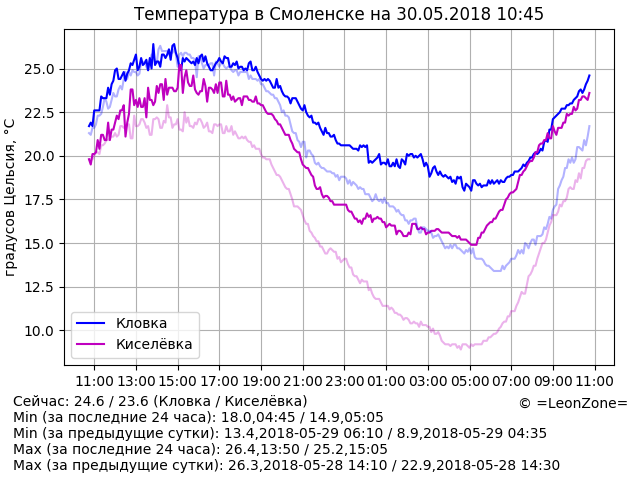 Температура в Смоленске на 30.05.2018 10:45
градусов Цельсия, °C
25.0
22.5
20.0
17.5
15.0
12.5
10.0
Кловка
Киселёвка
11:00 13:00 15:00 17:00 19:00 21:00 23:00 01:00 03:00 05:00 07:00 09:00 11:00
Сейчас: 24.6 / 23.6 (Кловка / Киселёвка)
© =LeonZone=
Min (за последние 24 часа): 18.0,04:45 / 14.9,05:05
Min (за предыдущие сутки): 13.4,2018-05-29 06:10 / 8.9,2018-05-29 04:35
Max (за последние 24 часа): 26.4,13:50 / 25.2,15:05
Max (за предыдущие сутки): 26.3,2018-05-28 14:10 / 22.9,2018-05-28 14:30